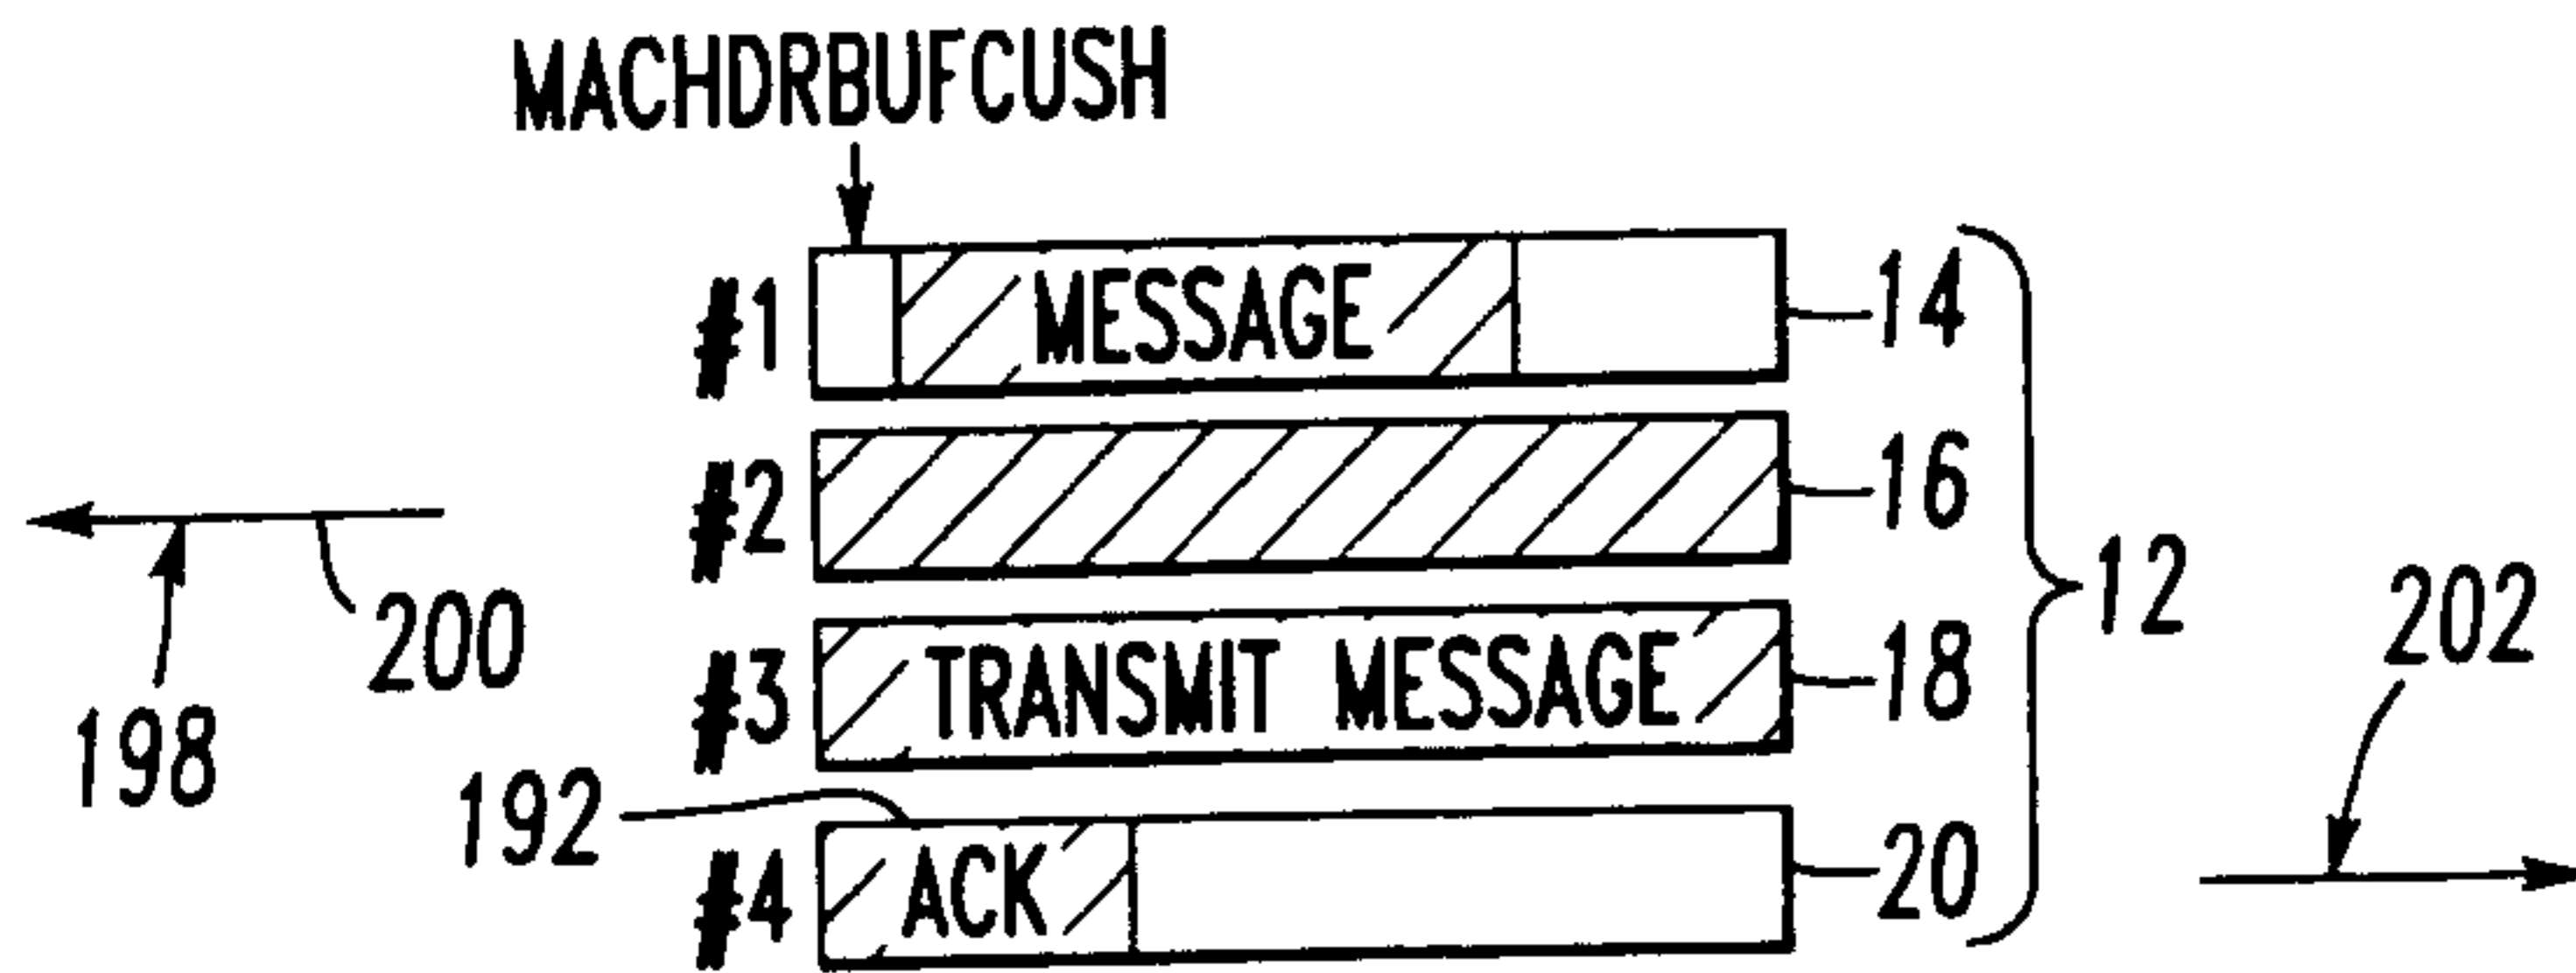 MACHDRBUFCUSH
#1 MESSAGE 14
#2 16
200 12
#3 TRANSMIT MESSAGE 18 202
198
192
#4 ACK 20